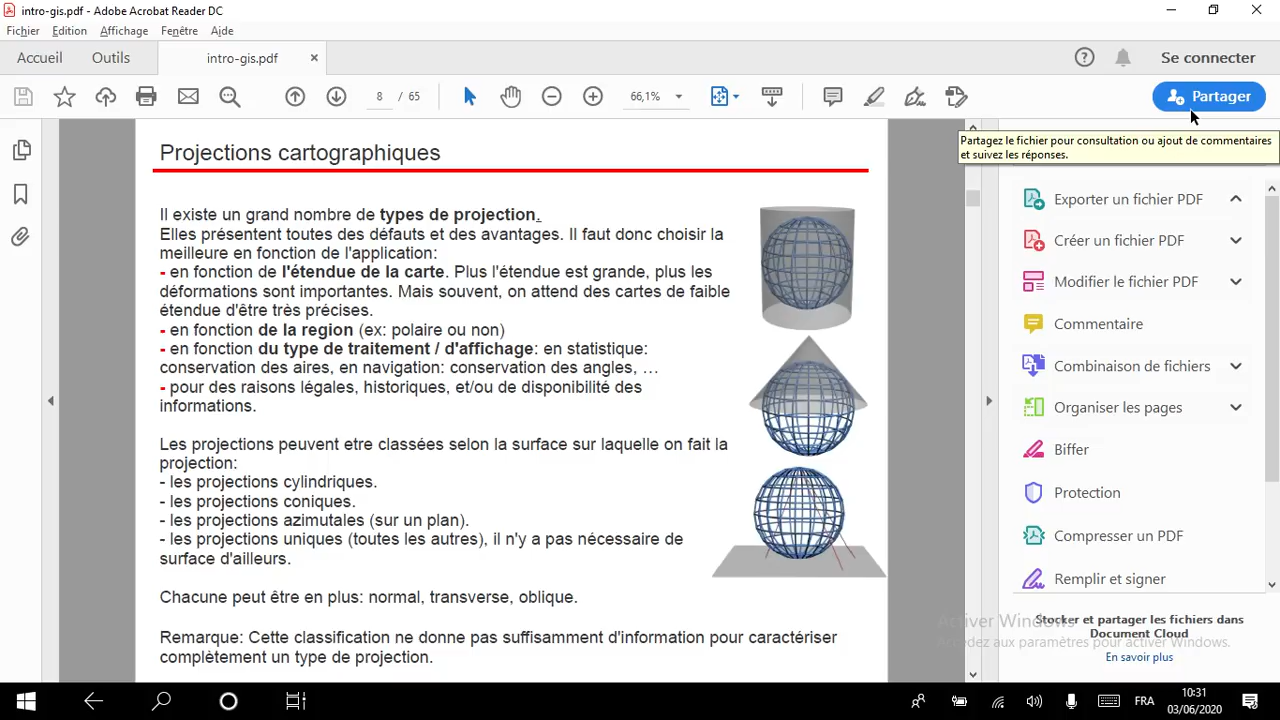 intro-gis.pdf - Adobe Acrobat Reader DC
Fichier Edition Affichage Fenêtre Aide
Accueil Outils intro-gis.pdf Se connecter
8 / 65 66,1% Partager
Partagez le fichier pour consultation ou ajout de commentaires
et suivez les réponses.
Projections cartographiques
Il existe un grand nombre de types de projection.
Elles présentent toutes des défauts et des avantages. Il faut donc choisir la
meilleure en fonction de l'application:
- en fonction de l'étendue de la carte. Plus l'étendue est grande, plus les
déformations sont importantes. Mais souvent, on attend des cartes de faible
étendue d'être très précises.
- en fonction de la region (ex: polaire ou non)
- en fonction du type de traitement / d'affichage: en statistique:
conservation des aires, en navigation: conservation des angles, …
- pour des raisons légales, historiques, et/ou de disponibilité des
informations.
Les projections peuvent etre classées selon la surface sur laquelle on fait la
projection:
- les projections cylindriques.
- les projections coniques.
- les projections azimutales (sur un plan).
- les projections uniques (toutes les autres), il n'y a pas nécessaire de
surface d'ailleurs.
Chacune peut être en plus: normal, transverse, oblique.
Remarque: Cette classification ne donne pas suffisamment d'information pour caractériser
complètement un type de projection.
Exporter un fichier PDF
Créer un fichier PDF
Modifier le fichier PDF
Commentaire
Combinaison de fichiers
Organiser les pages
Biffer
Protection
Compresser un PDF
Remplir et signer
Activer Windows
Accédez aux paramètres pour activer Windows.
Stocker et partager les fichiers dans
Document Cloud
En savoir plus
FRA
10:31
03/06/2020